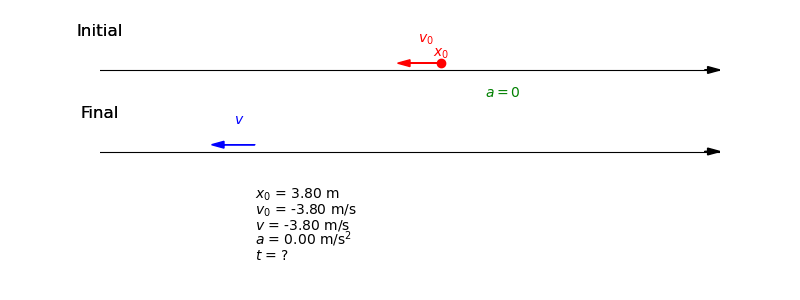 Initial
v₀
x₀
a = 0
Final
v
x₀ = 3.80 m
v₀ = -3.80 m/s
v = -3.80 m/s
a = 0.00 m/s²
t = ?